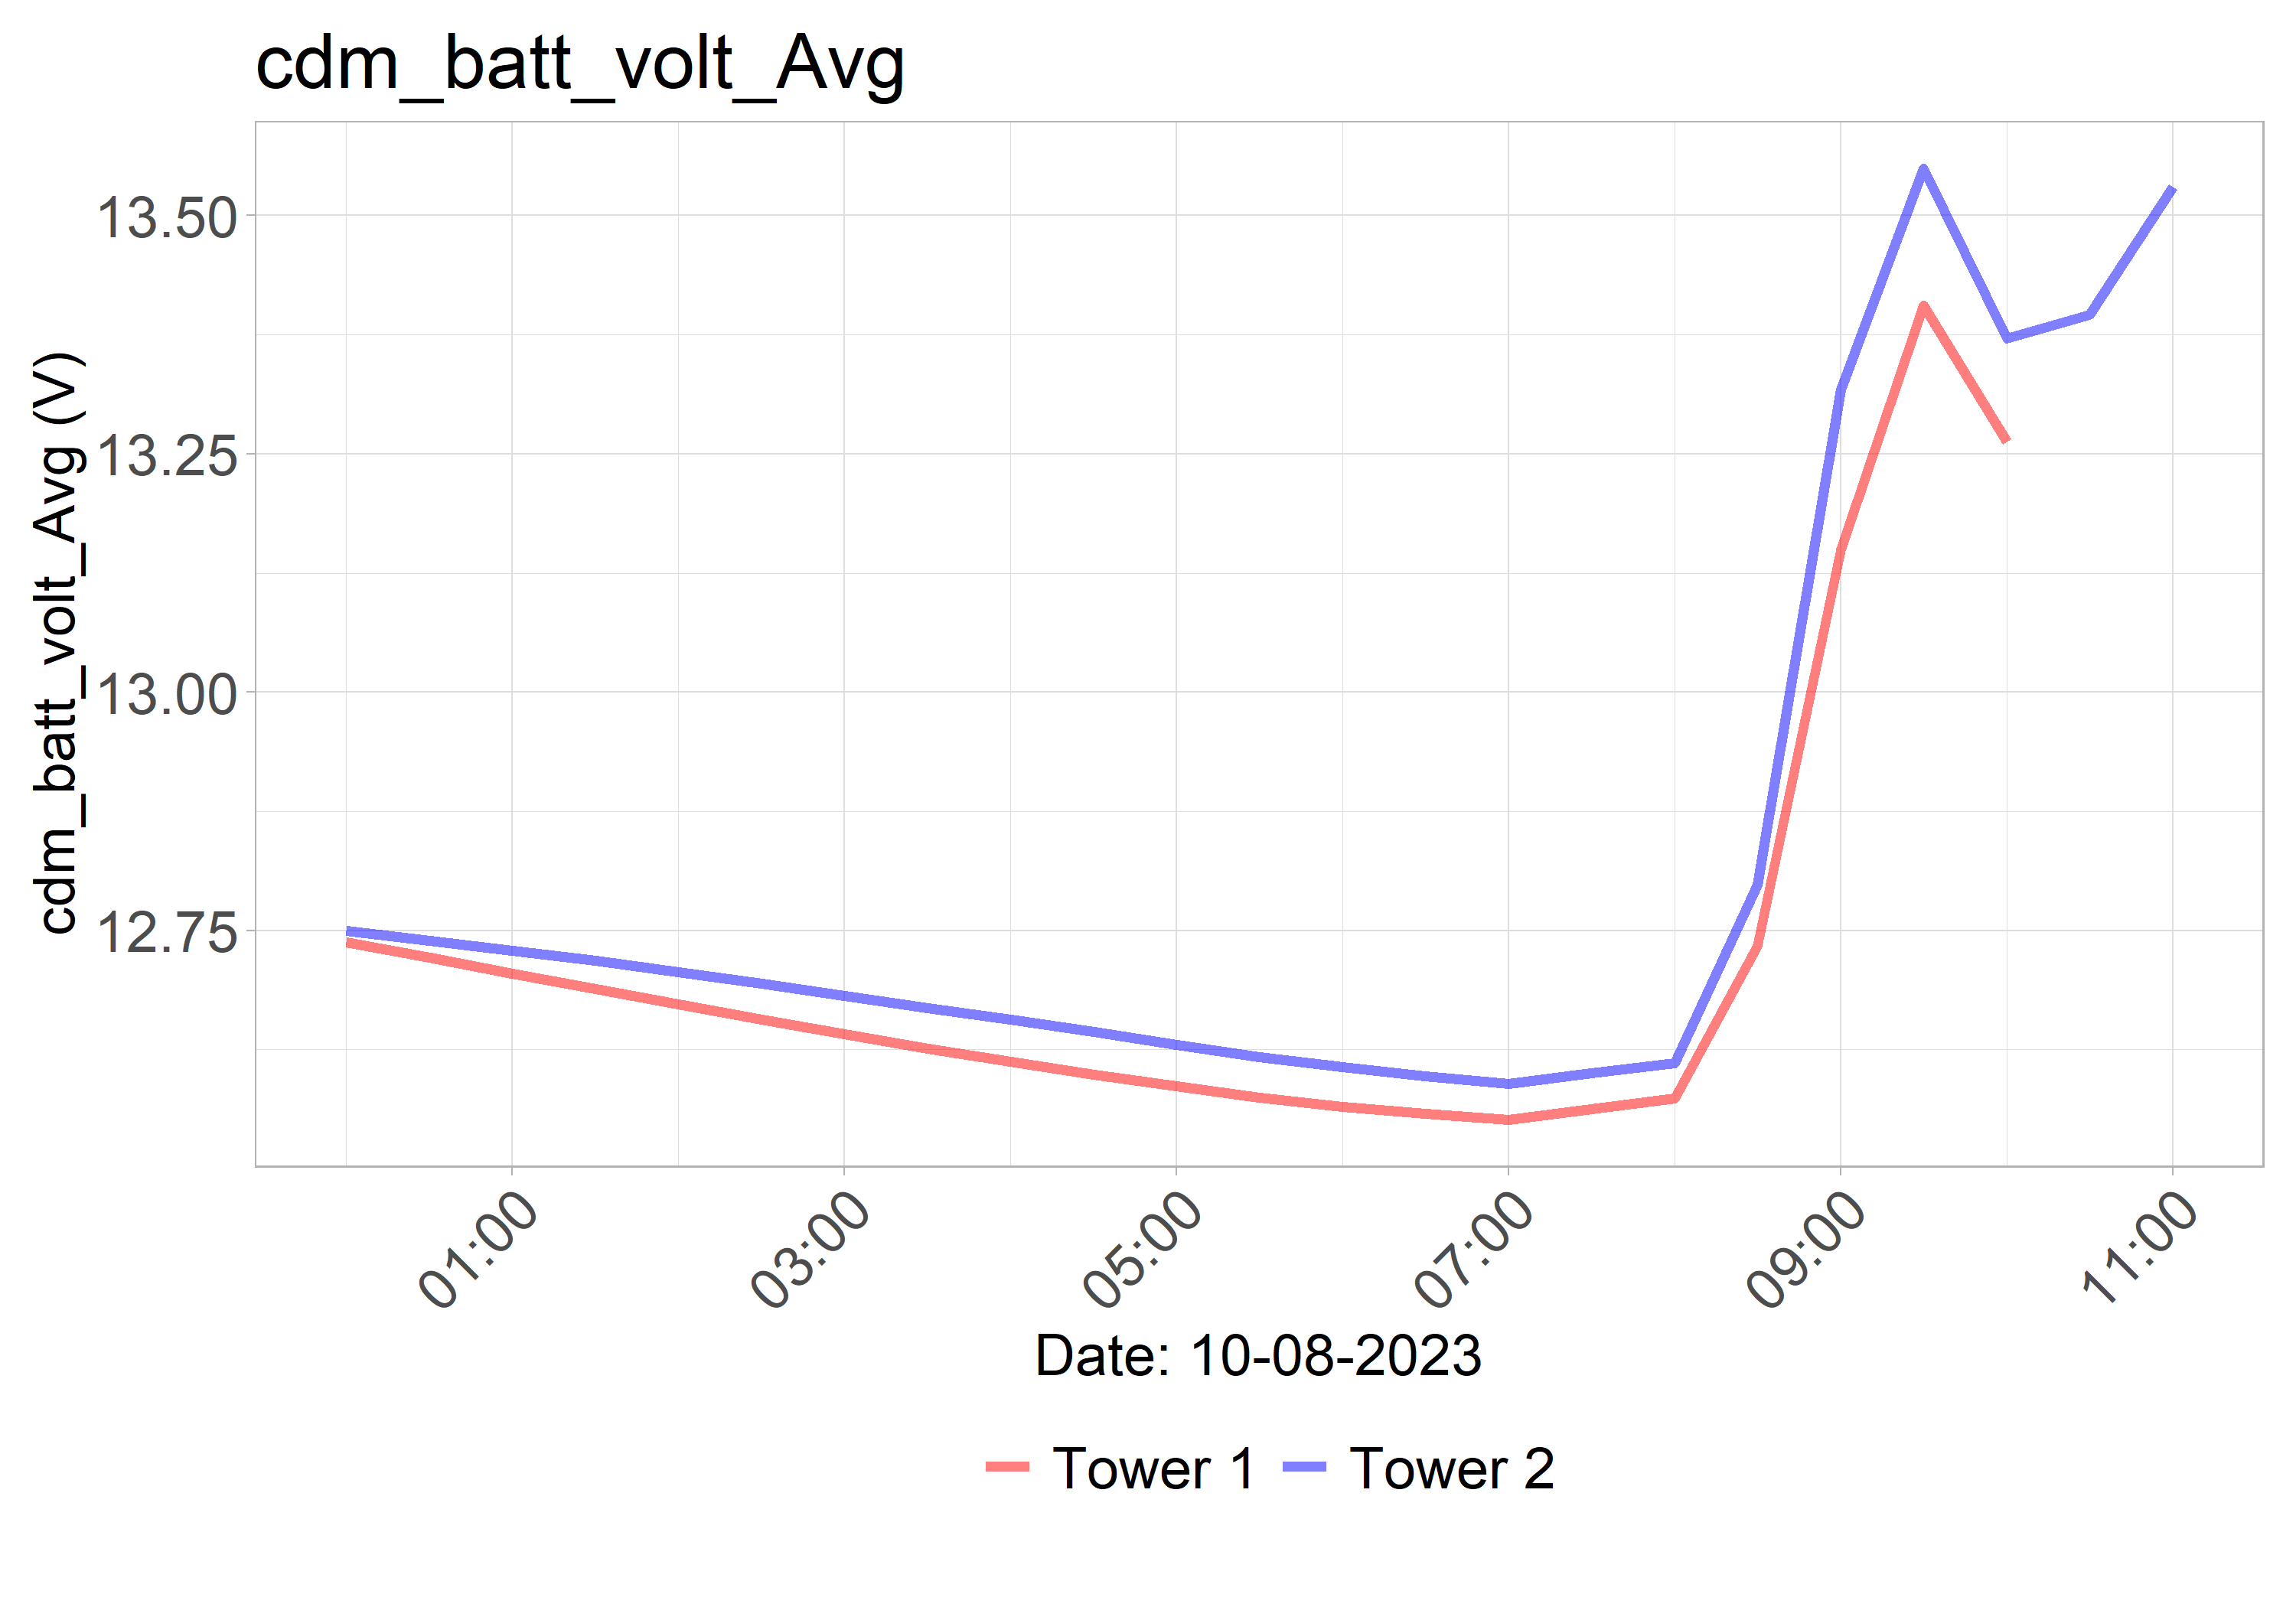 cdm_batt_volt_Avg
cdm_batt_volt_Avg (V)
13.50
13.25
13.00
12.75
01:00
03:00
05:00
07:00
09:00
11:00
Date: 10-08-2023
Tower 1
Tower 2